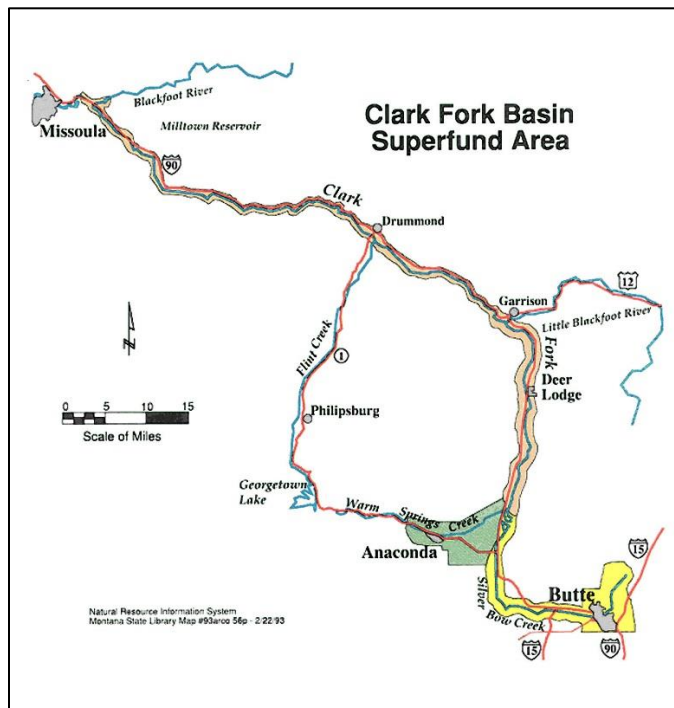 Clark Fork Basin
Superfund Area
Blackfoot River
Missoula
Milltown Reservoir
90
Clark
Drummond
12
Garrison
Little Blackfoot River
Fork
N
Flint Creek
1
Deer
Lodge
0 5 10 15
Scale of Miles
Philipsburg
Georgetown
Lake
Warm Springs Creek
Anaconda
15
Silver
Bow Creek
Butte
15
90
Natural Resource Information System
Montana State Library Map #93arco 56p - 2/22/93